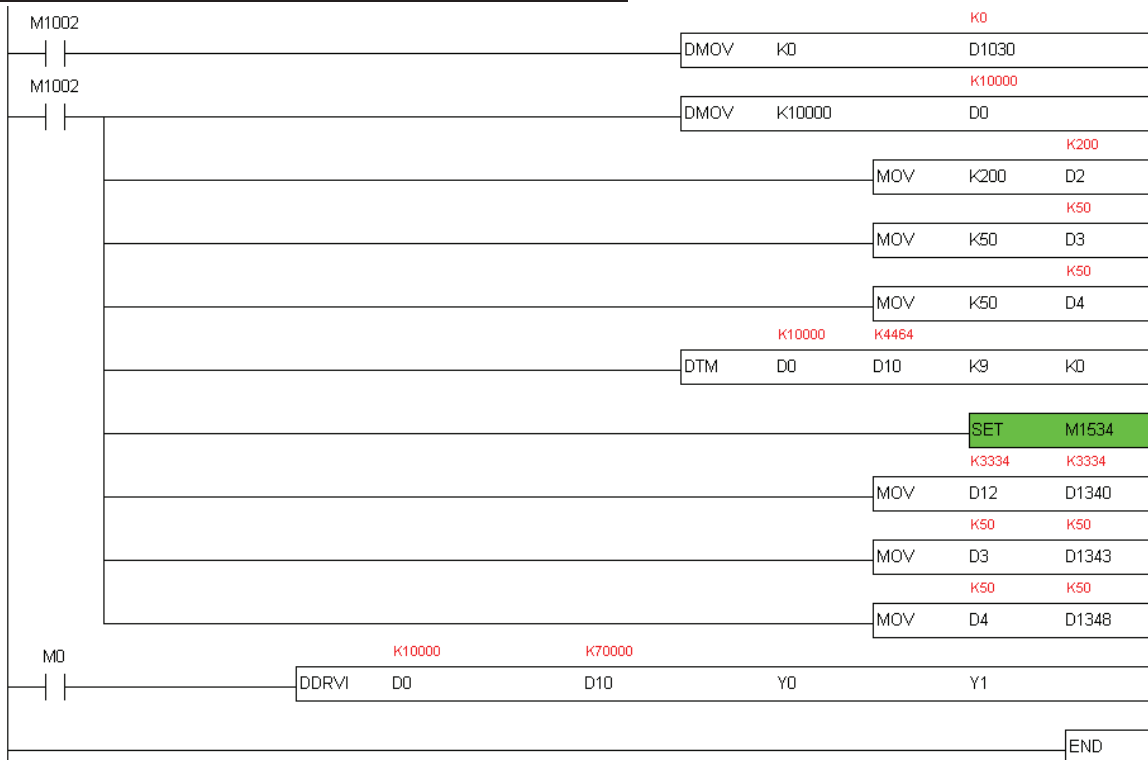 M1002
K0
DMOV K0 D1030
M1002
K10000
DMOV K10000 D0
K200
MOV K200 D2
K50
MOV K50 D3
K50
MOV K50 D4
K10000 K4464
DTM D0 D10 K9 K0
SET M1534
K3334 K3334
MOV D12 D1340
K50 K50
MOV D3 D1343
K50 K50
MOV D4 D1348
M0
K10000 K70000
DDRVI D0 D10 Y0 Y1
END